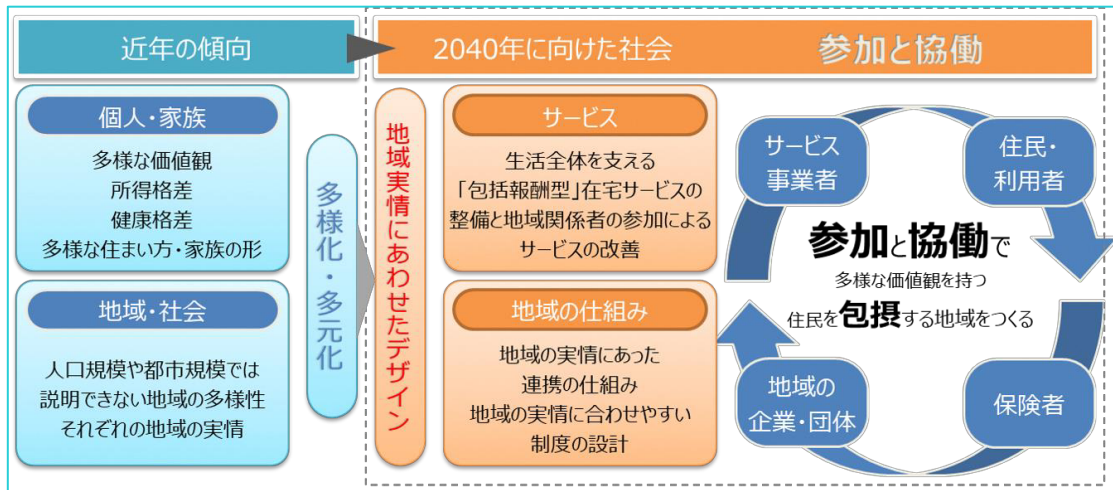 近年の傾向
2040年に向けた社会
参加と協働
個人・家族
多様な価値観
所得格差
健康格差
多様な住まい方・家族の形
地域・社会
人口規模や都市規模では
説明できない地域の多様性
それぞれの地域の実情
多様化・多元化
地域実情にあわせたデザイン
サービス
生活全体を支える
「包括報酬型」在宅サービスの
整備と地域関係者の参加による
サービスの改善
地域の仕組み
地域の実情にあった
連携の仕組み
地域の実情に合わせやすい
制度の設計
サービス
事業者
住民・
利用者
参加と協働で
多様な価値観を持つ
住民を包摂する地域をつくる
地域の
企業・団体
保険者